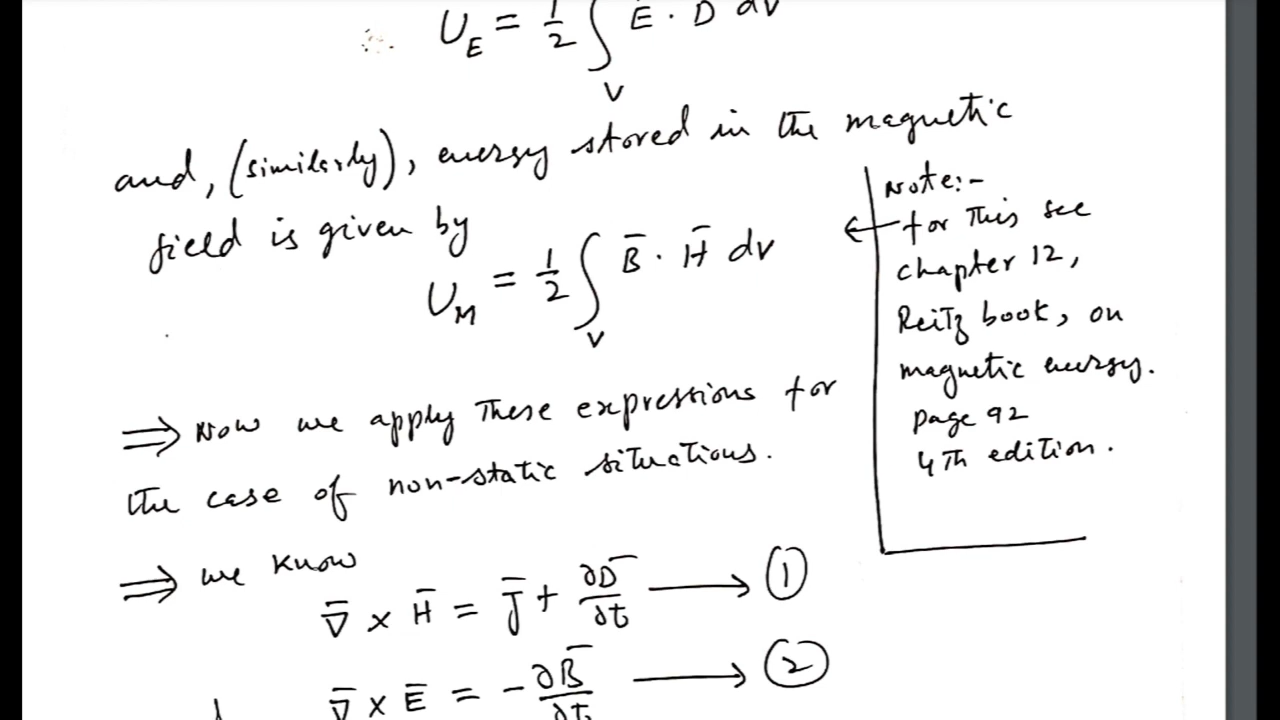 ∴ U_E = 1/2 ∫_V E · D dv
and, (similarly), energy stored in the magnetic
field is given by
U_M = 1/2 ∫_V B̄ · H̄ dv
Note:-
for this see
chapter 12,
Reitz book, on
magnetic energy.
page 92
4th edition.
⇒ Now we apply these expressions for
the case of non-static situations.
⇒ we know
∇̄ × H̄ = J̄ + ∂D̄/∂t ⟶ ①
∇̄ × Ē = -∂B̄/∂t ⟶ ②